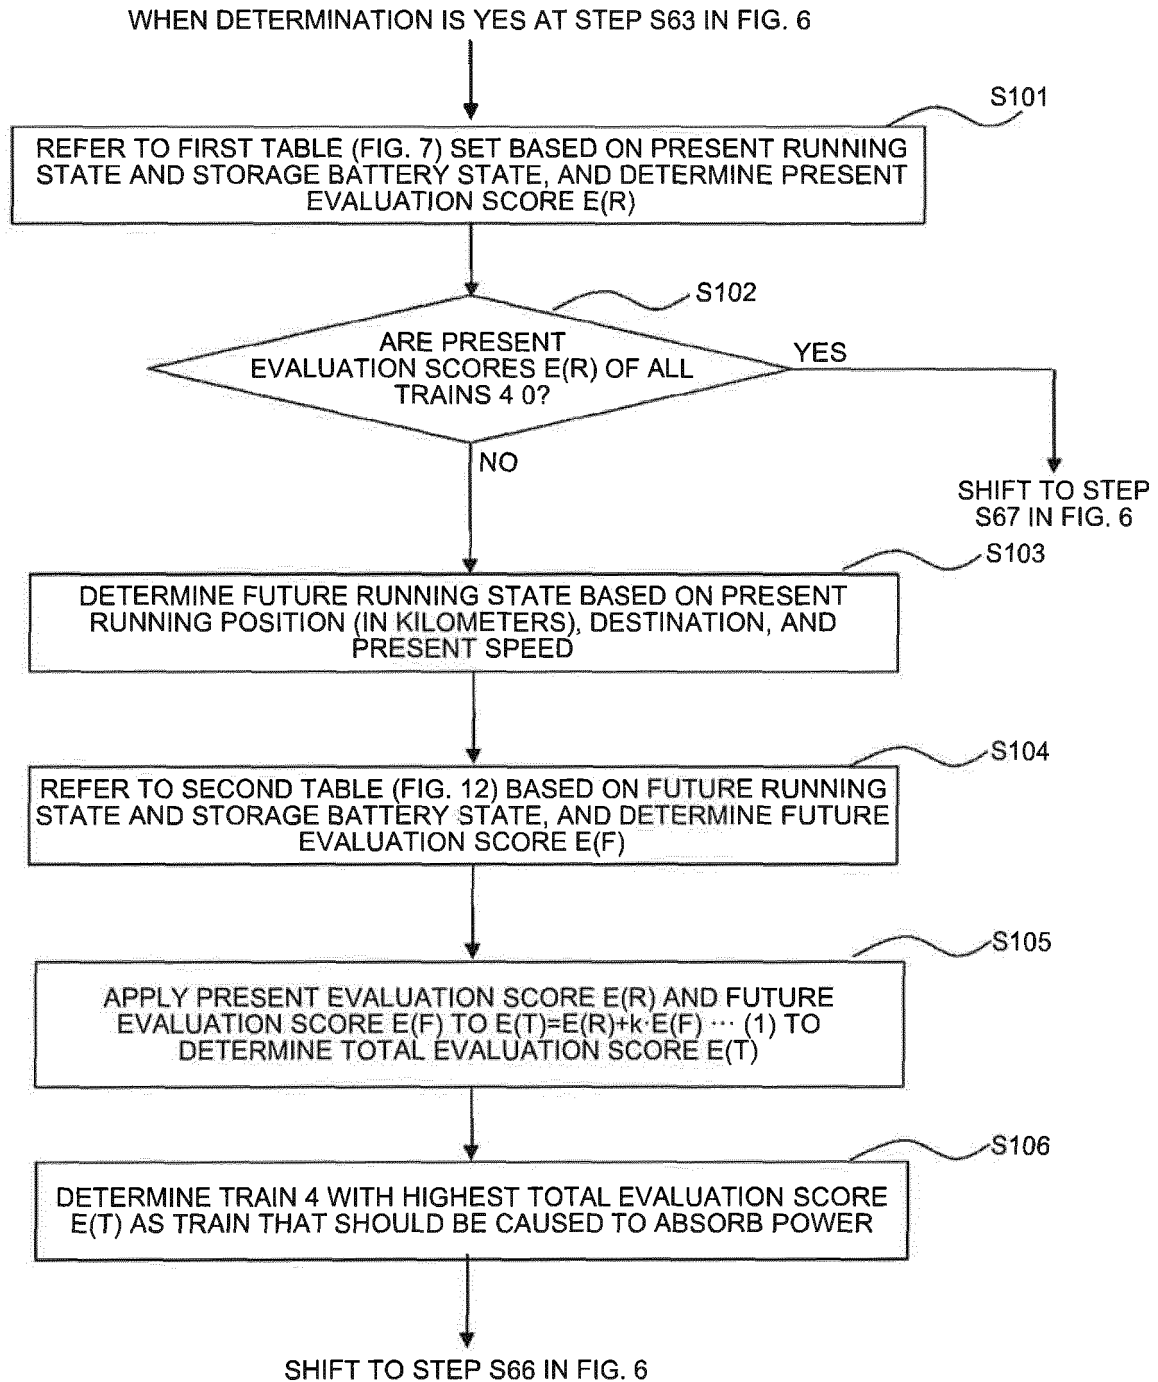 WHEN DETERMINATION IS YES AT STEP S63 IN FIG. 6
S101
REFER TO FIRST TABLE (FIG. 7) SET BASED ON PRESENT RUNNING
STATE AND STORAGE BATTERY STATE, AND DETERMINE PRESENT
EVALUATION SCORE E(R)
S102
ARE PRESENT
EVALUATION SCORES E(R) OF ALL
TRAINS 4 0?
YES
NO
SHIFT TO STEP
S67 IN FIG. 6
S103
DETERMINE FUTURE RUNNING STATE BASED ON PRESENT
RUNNING POSITION (IN KILOMETERS), DESTINATION, AND
PRESENT SPEED
S104
REFER TO SECOND TABLE (FIG. 12) BASED ON FUTURE RUNNING
STATE AND STORAGE BATTERY STATE, AND DETERMINE FUTURE
EVALUATION SCORE E(F)
S105
APPLY PRESENT EVALUATION SCORE E(R) AND FUTURE
EVALUATION SCORE E(F) TO E(T)=E(R)+k·E(F) ··· (1) TO
DETERMINE TOTAL EVALUATION SCORE E(T)
S106
DETERMINE TRAIN 4 WITH HIGHEST TOTAL EVALUATION SCORE
E(T) AS TRAIN THAT SHOULD BE CAUSED TO ABSORB POWER
SHIFT TO STEP S66 IN FIG. 6